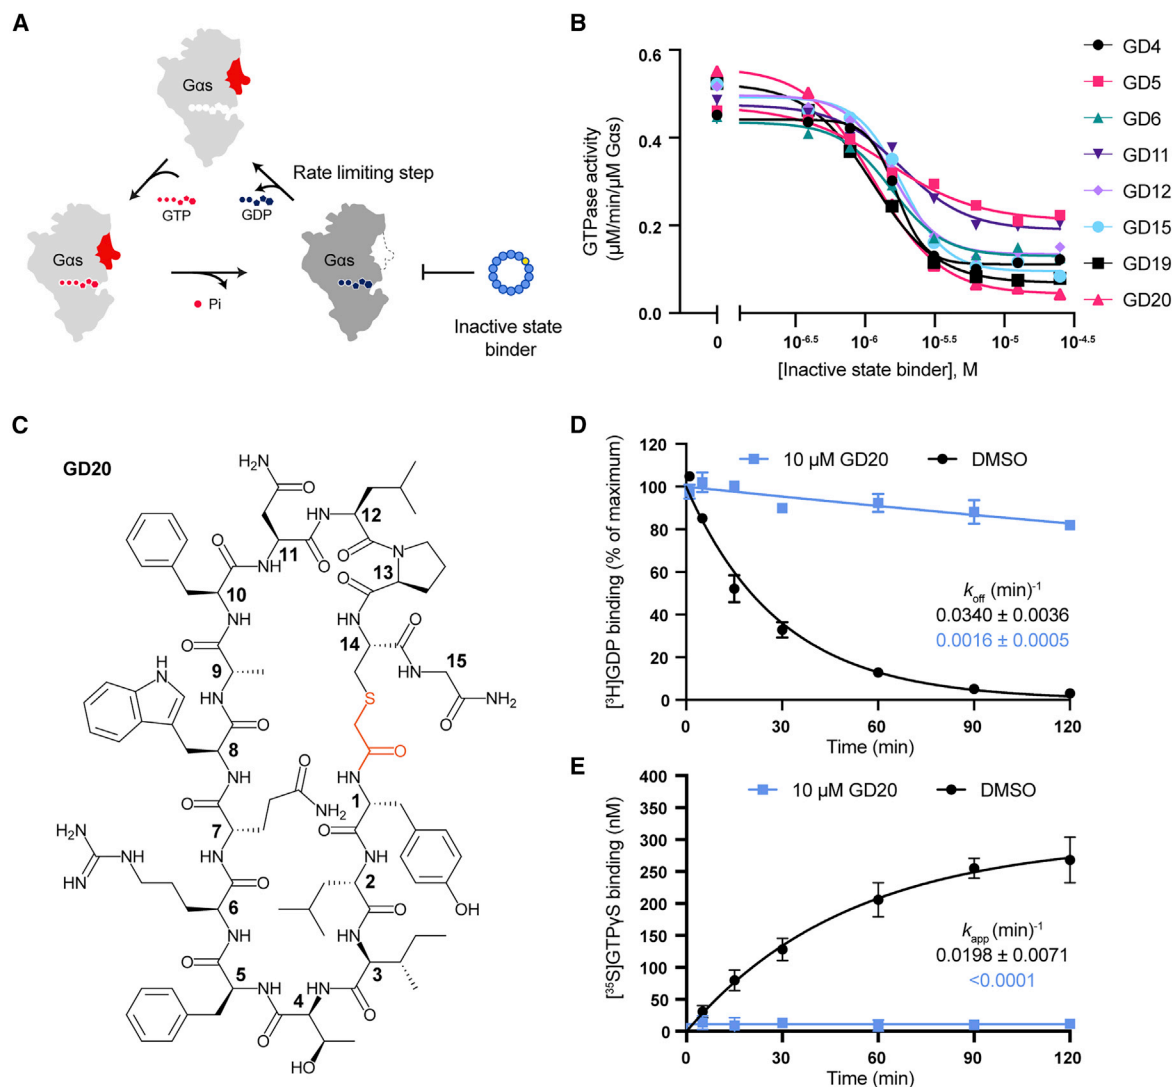 A
Gαs
GTP
GDP
Rate limiting step
Gαs
Gαs
Pi
Inactive state
binder
B
GTPase activity
(μM/min/μM Gαs)
0.6
0.4
0.2
0.0
0
10-6.5
10-6
10-5.5
10-5
10-4.5
[Inactive state binder], M
GD4
GD5
GD6
GD11
GD12
GD15
GD19
GD20
C
GD20
H2N
O
HN
12
O
N
13
11
O
NH
O
O
10
NH
O
NH
14
O
HN
15
NH2
O
9
H
N
NH
O
8
NH
S
O
HN
1
O
NH2
O
7
O
NH
2
OH
H2N
NH
H
N
NH
O
6
NH
O
NH
O
3
O
5
NH
O
4
NH
O
HO
D
[3H]GDP binding (% of maximum)
120
100
80
60
40
20
0
0
30
60
90
120
Time (min)
10 μM GD20
DMSO
koff (min)-1
0.0340 ± 0.0036
0.0016 ± 0.0005
E
[35S]GTPγS binding (nM)
400
350
300
250
200
150
100
50
0
0
30
60
90
120
Time (min)
10 μM GD20
DMSO
kapp (min)-1
0.0198 ± 0.0071
<0.0001